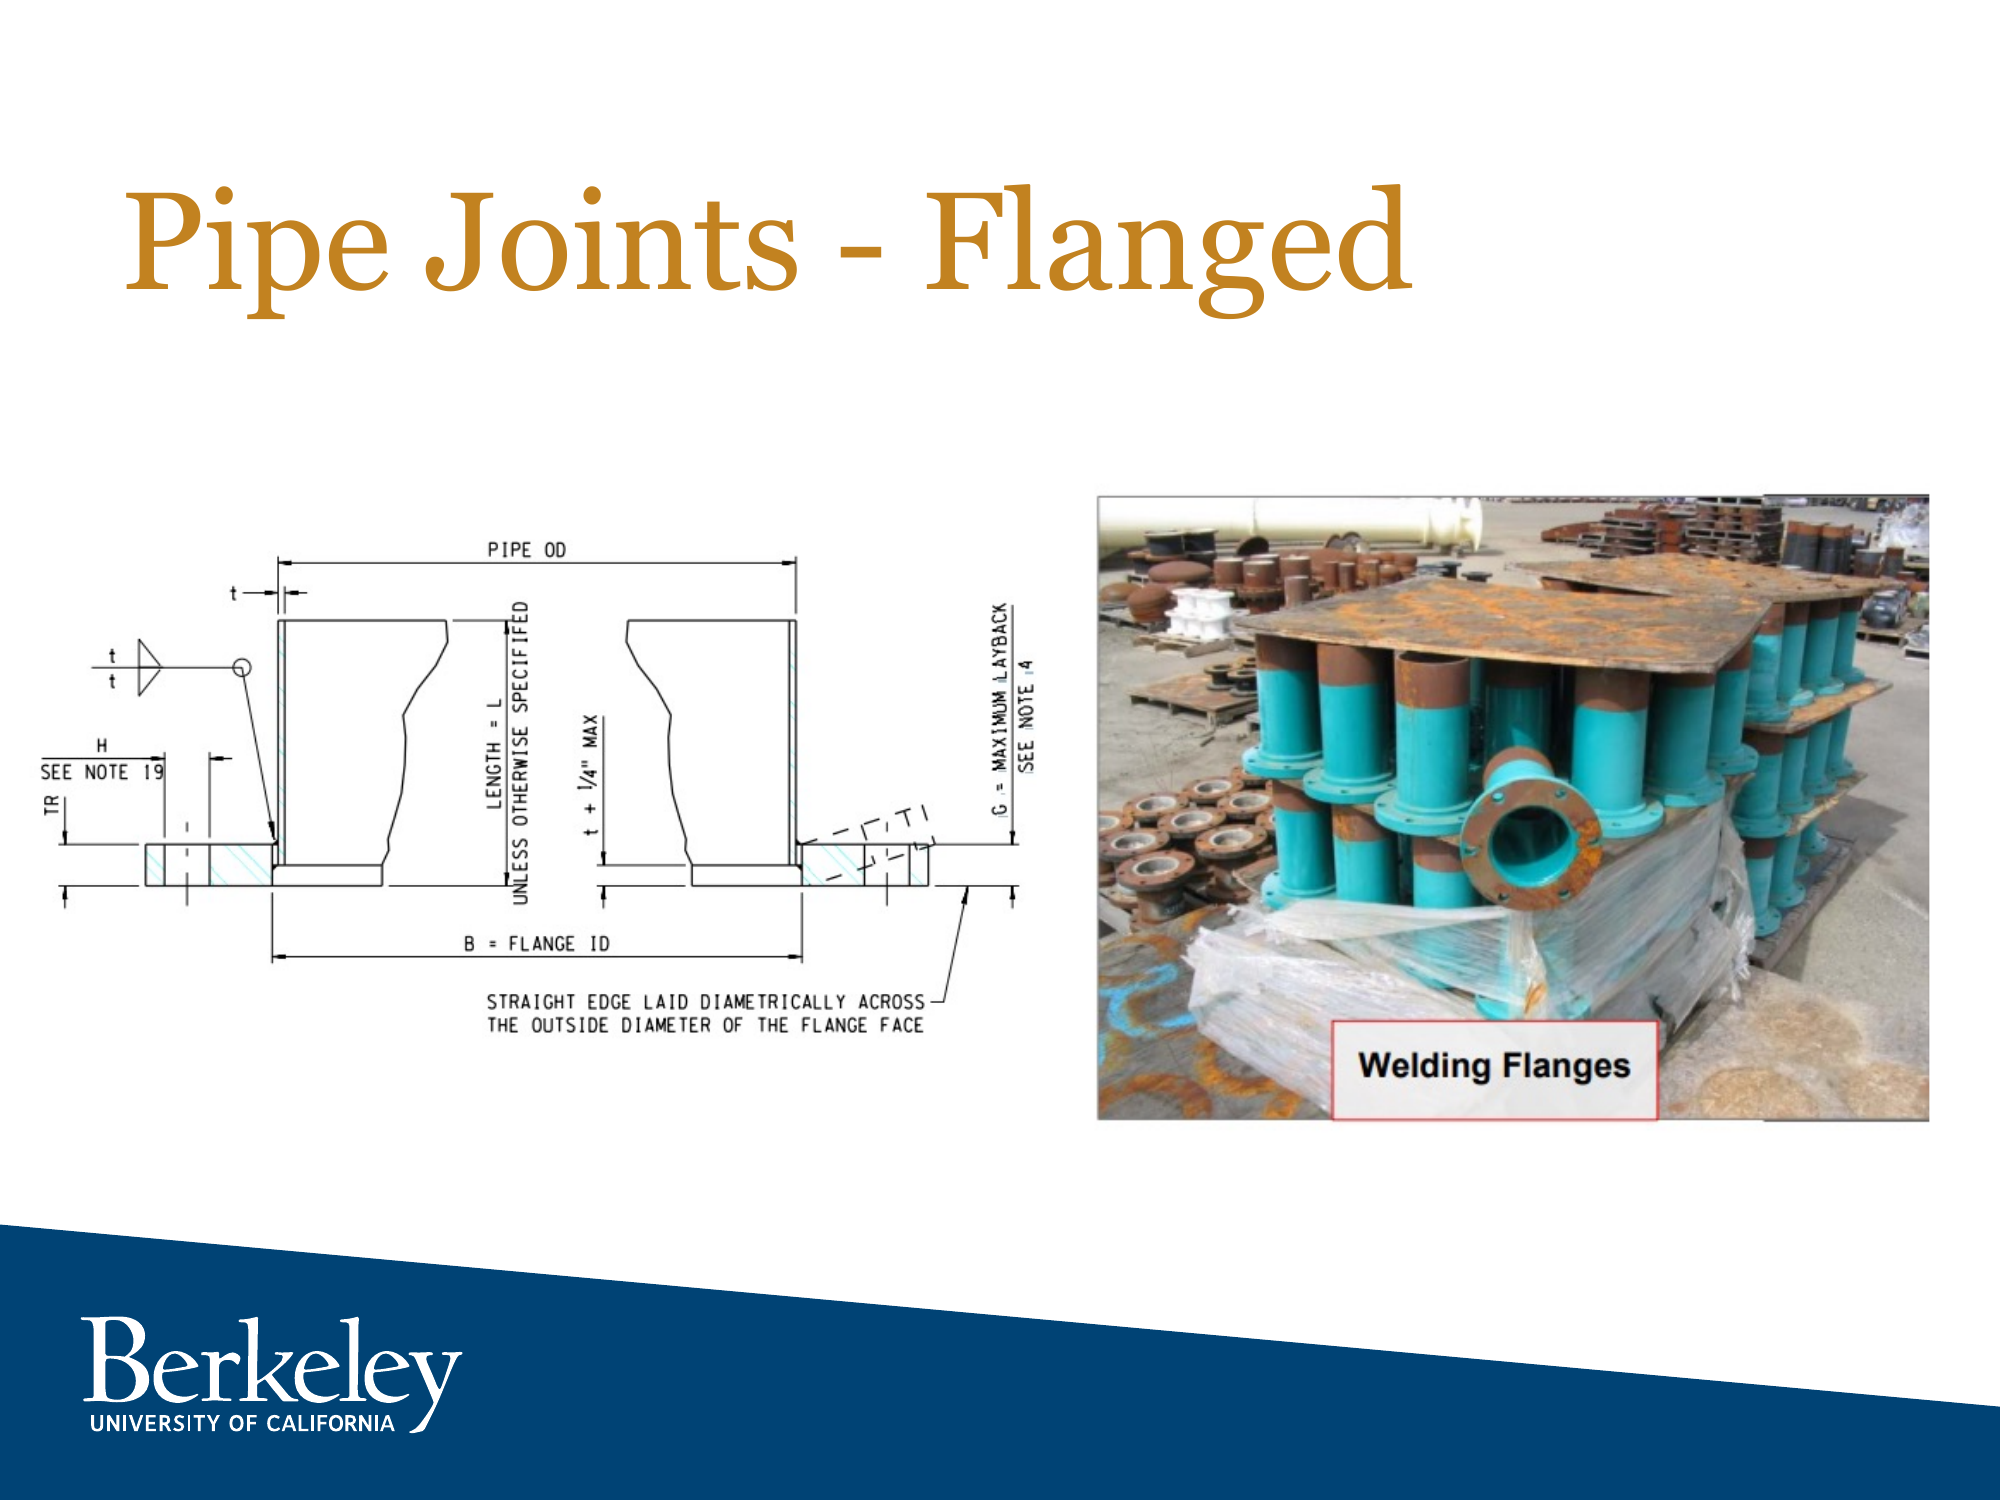 Pipe Joints - Flanged
PIPE OD
t
t
t
H
SEE NOTE 19
TR
LENGTH = L
UNLESS OTHERWISE SPECIFIED
t + 1/4" MAX
G = MAXIMUM LAYBACK
SEE NOTE 14
B = FLANGE ID
STRAIGHT EDGE LAID DIAMETRICALLY ACROSS
THE OUTSIDE DIAMETER OF THE FLANGE FACE
Welding Flanges
Berkeley
UNIVERSITY OF CALIFORNIA